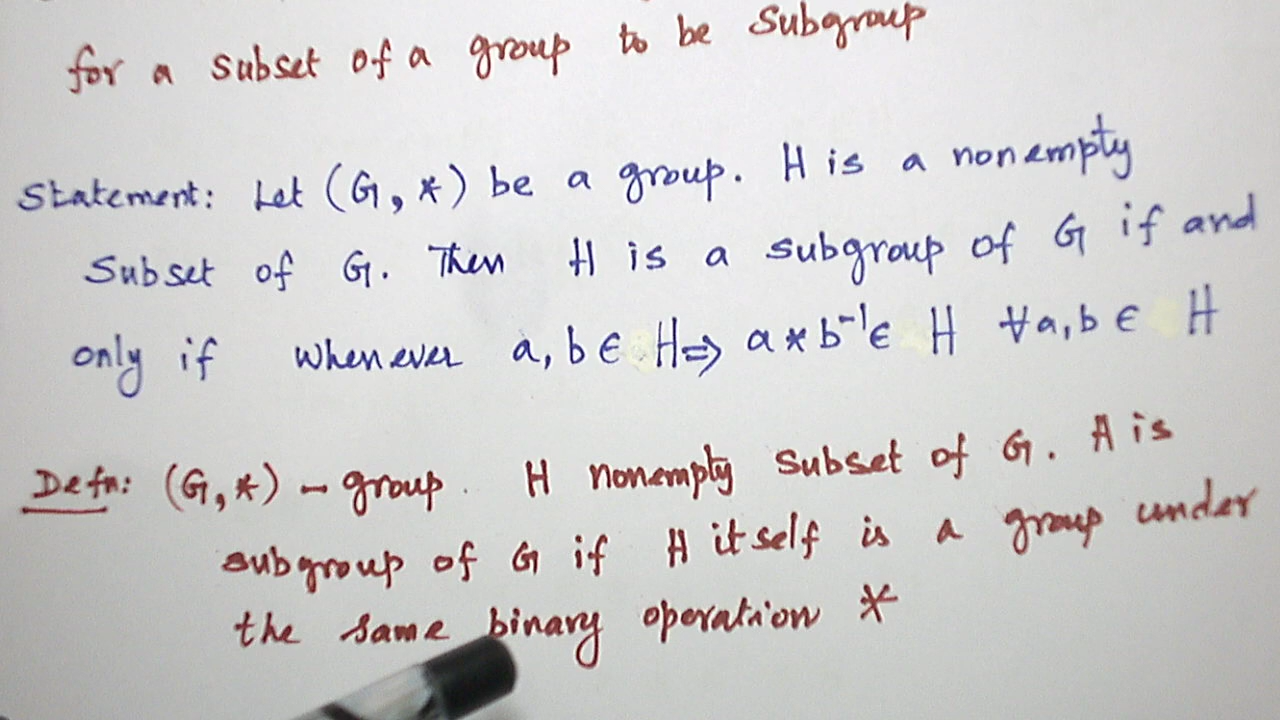 for a subset of a group to be Subgroup
Statement: Let (G, *) be a group. H is a nonempty
Subset of G. Then H is a subgroup of G if and
only if whenever a, b ∈ H ⇒ a * b⁻¹ ∈ H ∀ a, b ∈ H
Defn: (G, *) - group. H nonempty subset of G. H is
subgroup of G if H itself is a group under
the same binary operation *